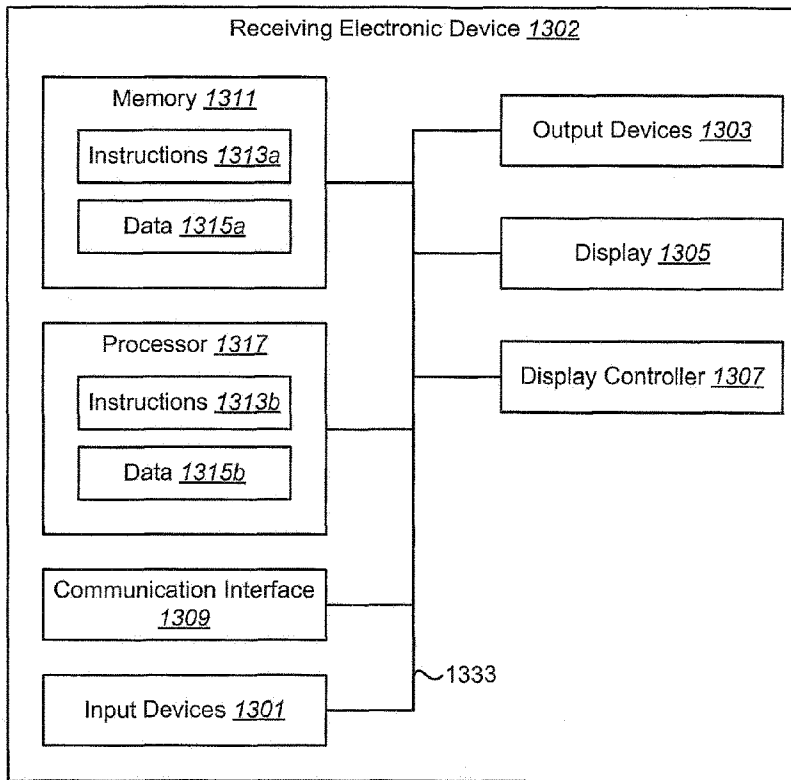 Receiving Electronic Device 1302
Memory 1311
Instructions 1313a
Data 1315a
Processor 1317
Instructions 1313b
Data 1315b
Communication Interface
1309
Input Devices 1301
Output Devices 1303
Display 1305
Display Controller 1307
1333